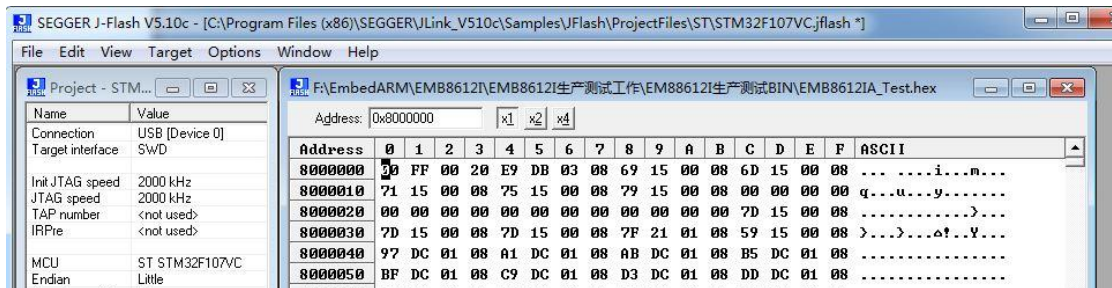 SEGGER J-Flash V5.10c - [C:\Program Files (x86)\SEGGER\JLink_V510c\Samples\JFlash\ProjectFiles\ST\STM32F107VC.jflash *]
File Edit View Target Options Window Help
Project - STM...
Name Value
Connection USB [Device 0]
Target interface SWD
Init JTAG speed 2000 kHz
JTAG speed 2000 kHz
TAP number <not used>
IRPre <not used>
MCU ST STM32F107VC
Endian Little
F:\EmbedARM\EMB8612I\EMB8612I生产测试工作\EM88612I生产测试BIN\EMB8612IA_Test.hex
Address: 0x8000000 x1 x2 x4
Address 0 1 2 3 4 5 6 7 8 9 A B C D E F ASCII
8000000 00 FF 00 20 E9 DB 03 08 69 15 00 08 6D 15 00 08 ... ....i...m...
8000010 71 15 00 08 75 15 00 08 79 15 00 08 00 00 00 00 q...u...y.......
8000020 00 00 00 00 00 00 00 00 00 00 00 00 7D 15 00 08 ............}...
8000030 7D 15 00 08 7D 15 00 08 7F 21 01 08 59 15 00 08 }...}...⌂!..Y...
8000040 97 DC 01 08 A1 DC 01 08 AB DC 01 08 B5 DC 01 08 ................
8000050 BF DC 01 08 C9 DC 01 08 D3 DC 01 08 DD DC 01 08 ................